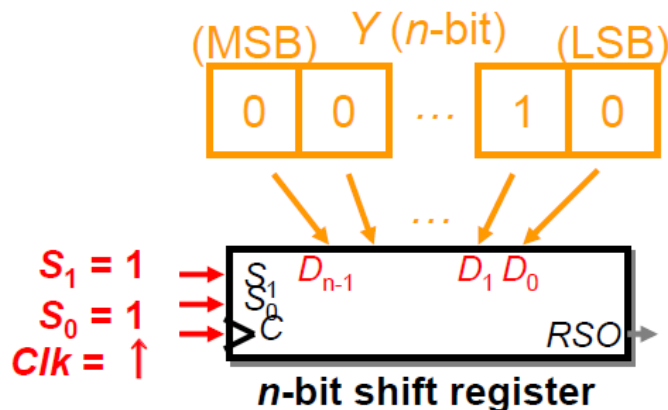 (MSB) Y (n-bit) (LSB)
0 0 ... 1 0
...
S1 = 1
S0 = 1
Clk = ↑
S1 Dn-1 D1 D0
S0
C RSO
n-bit shift register